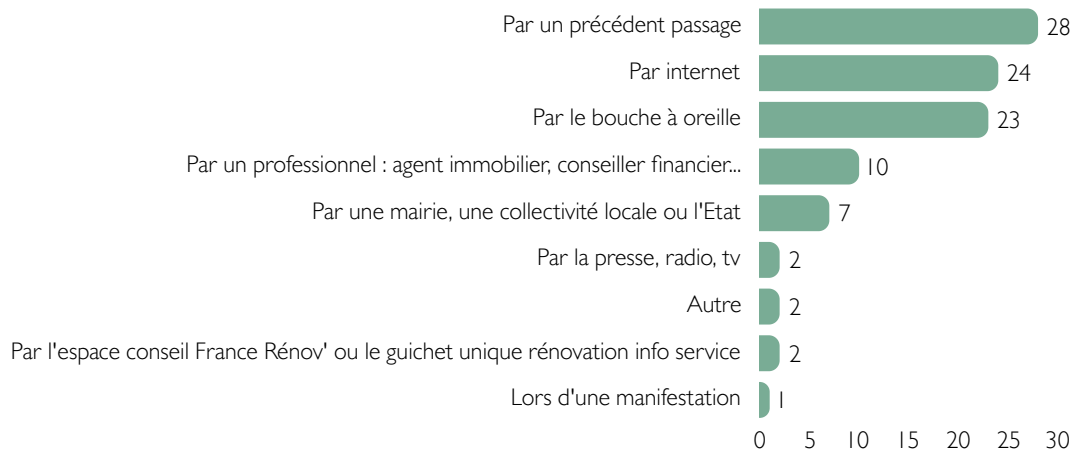 Par un précédent passage 28
Par internet 24
Par le bouche à oreille 23
Par un professionnel : agent immobilier, conseiller financier... 10
Par une mairie, une collectivité locale ou l'Etat 7
Par la presse, radio, tv 2
Autre 2
Par l'espace conseil France Rénov' ou le guichet unique rénovation info service 2
Lors d'une manifestation 1
0 5 10 15 20 25 30